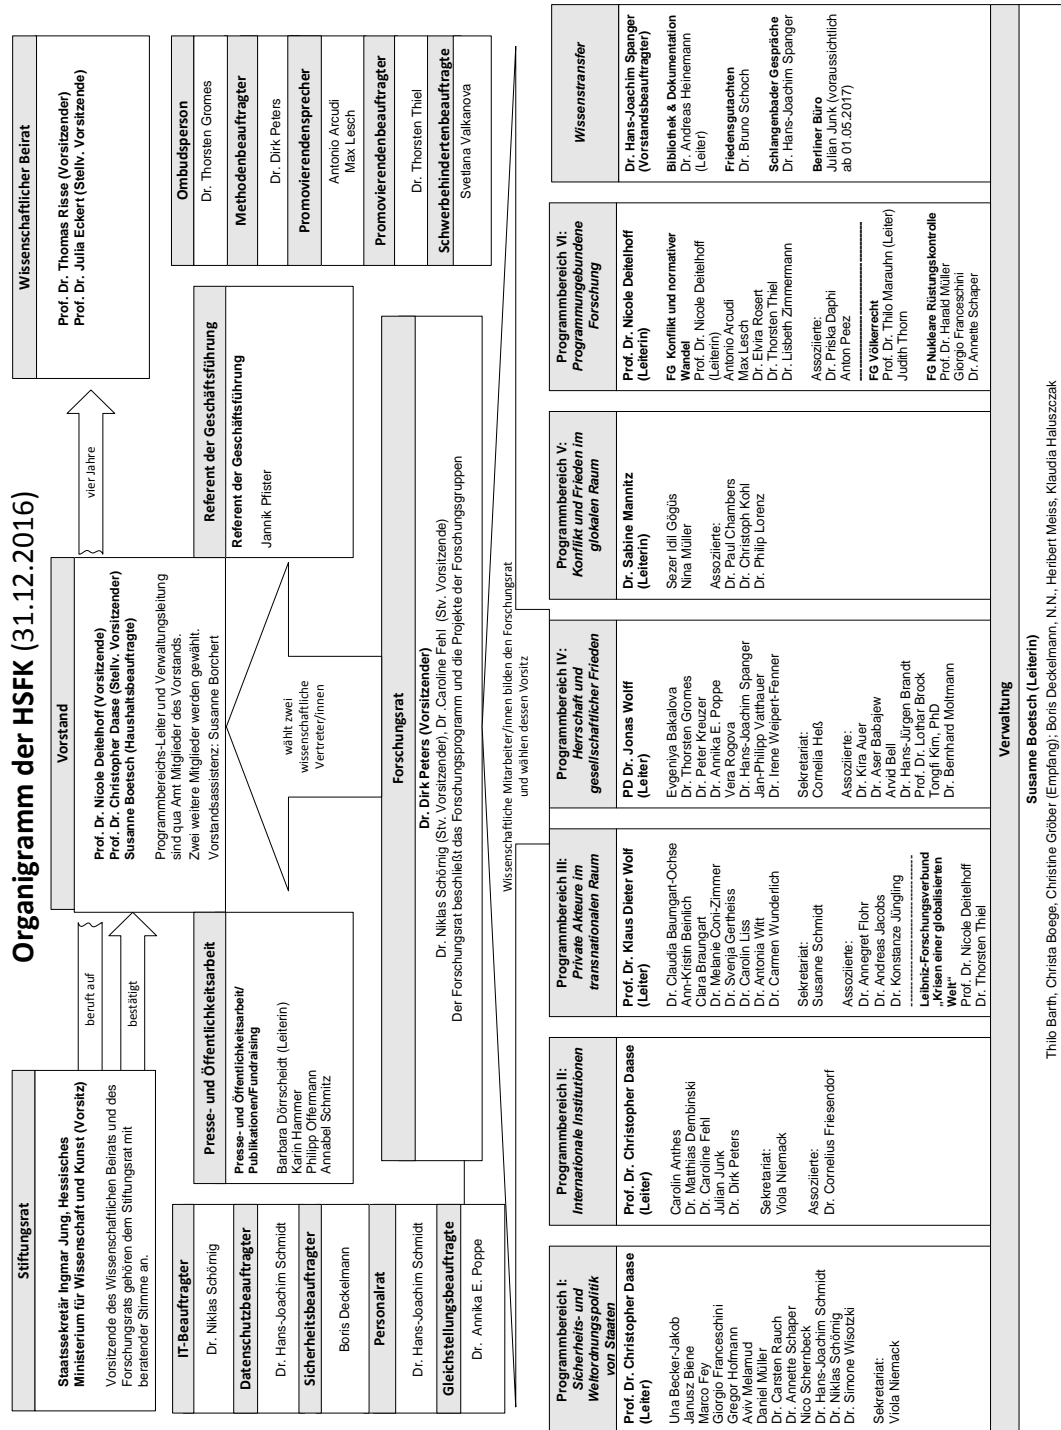 Organigramm der HSFK (31.12.2016)
Stiftungsrat
Staatssekretär Ingmar Jung, Hessisches
Ministerium für Wissenschaft und Kunst (Vorsitz)
Vorsitzende des Wissenschaftlichen Beirats und des
Forschungsrats gehören dem Stiftungsrat mit
beratender Stimme an.
beruft auf
bestätigt
Vorstand
Prof. Dr. Nicole Deitelhoff (Vorsitzende)
Prof. Dr. Christopher Daase (Stellv. Vorsitzender)
Susanne Boetsch (Haushaltsbeauftragte)
Programmbereichs-Leiter und Verwaltungsleitung
sind qua Amt Mitglieder des Vorstands.
Zwei weitere Mitglieder werden gewählt.
Vorstandsassistenz: Susanne Borchert
vier Jahre
Wissenschaftlicher Beirat
Prof. Dr. Thomas Risse (Vorsitzender)
Prof. Dr. Julia Eckert (Stellv. Vorsitzende)
IT-Beauftragter
Dr. Niklas Schörnig
Datenschutzbeauftragter
Dr. Hans-Joachim Schmidt
Sicherheitsbeauftragter
Boris Deckelmann
Personalrat
Dr. Hans-Joachim Schmidt
Gleichstellungsbeauftragte
Dr. Annika E. Poppe
Presse- und Öffentlichkeitsarbeit
Presse- und Öffentlichkeitsarbeit/
Publikationen/Fundraising
Barbara Dörrscheidt (Leiterin)
Karin Hammer
Philipp Offermann
Annabel Schmitz
wählt zwei
wissenschaftliche
Vertreter/innen
Referent der Geschäftsführung
Referent der Geschäftsführung
Jannik Pfister
Ombudsperson
Dr. Thorsten Gromes
Methodenbeauftragter
Dr. Dirk Peters
Promovierendensprecher
Antonio Arcudi
Max Lesch
Promovierendenbeauftragter
Dr. Thorsten Thiel
Schwerbehindertenbeauftragte
Svetlana Valkanova
Forschungsrat
Dr. Dirk Peters (Vorsitzender)
Dr. Niklas Schörnig (Stv. Vorsitzender), Dr .Caroline Fehl (Stv. Vorsitzende)
Der Forschungsrat beschließt das Forschungsprogramm und die Projekte der Forschungsgruppen
Wissenschaftliche Mitarbeiter/innen bilden den Forschungsrat
und wählen dessen Vorsitz
Programmbereich I:
Sicherheits- und
Weltordnungspolitik
von Staaten
Prof. Dr. Christopher Daase
(Leiter)
Una Becker-Jakob
Janusz Biene
Marco Fey
Giorgio Franceschini
Gregor Hofmann
Aviv Melamud
Daniel Müller
Dr. Carsten Rauch
Dr. Annette Schaper
Nico Schernbeck
Dr. Hans-Joachim Schmidt
Dr. Niklas Schörnig
Dr. Simone Wisotzki
Sekretariat:
Viola Niemack
Programmbereich II:
Internationale Institutionen
Prof. Dr. Christopher Daase
(Leiter)
Carolin Anthes
Dr. Matthias Dembinski
Dr. Caroline Fehl
Julian Junk
Dr. Dirk Peters
Sekretariat:
Viola Niemack
Assoziierte:
Dr. Cornelius Friesendorf
Programmbereich III:
Private Akteure im
transnationalen Raum
Prof. Dr. Klaus Dieter Wolf
(Leiter)
Dr. Claudia Baumgart-Ochse
Ann-Kristin Beinlich
Clara Braungart
Dr. Melanie Coni-Zimmer
Dr. Svenja Gertheiss
Dr. Carolin Liss
Dr. Antonia Witt
Dr. Carmen Wunderlich
Sekretariat:
Susanne Schmidt
Assoziierte:
Dr. Annegret Flohr
Dr. Andreas Jacobs
Dr. Konstanze Jüngling
Leibniz-Forschungsverbund
„Krisen einer globalisierten
Welt“
Prof. Dr. Nicole Deitelhoff
Dr. Thorsten Thiel
Programmbereich IV:
Herrschaft und
gesellschaftlicher Frieden
PD Dr. Jonas Wolff
(Leiter)
Evgeniya Bakalova
Dr. Thorsten Gromes
Dr. Peter Kreuzer
Dr. Annika E. Poppe
Vera Rogova
Dr. Hans-Joachim Spanger
Jan-Philipp Vatthauer
Dr. Irene Weipert-Fenner
Sekretariat:
Cornelia Heß
Assoziierte:
Dr. Kira Auer
Dr. Aser Babajew
Arvid Bell
Dr. Hans-Jürgen Brandt
Prof. Dr. Lothar Brock
Tongfi Kim, PhD
Dr. Bernhard Moltmann
Programmbereich V:
Konflikt und Frieden im
glokalen Raum
Dr. Sabine Mannitz
(Leiterin)
Sezer Idil Gögüs
Nina Müller
Assoziierte:
Dr. Paul Chambers
Dr. Christoph Kohl
Dr. Philip Lorenz
Programmbereich VI:
Programmungebundene
Forschung
Prof. Dr. Nicole Deitelhoff
(Leiterin)
FG Konflikt und normativer
Wandel
Prof. Dr. Nicole Deitelhoff
(Leiterin)
Antonio Arcudi
Max Lesch
Dr. Elvira Rosert
Dr. Thorsten Thiel
Dr. Lisbeth Zimmermann
Assoziierte:
Dr. Priska Daphi
Anton Peez
FG Völkerrecht
Prof. Dr. Thilo Marauhn (Leiter)
Judith Thorn
FG Nukleare Rüstungskontrolle
Prof. Dr. Harald Müller
Giorgio Franceschini
Dr. Annette Schaper
Wissenstransfer
Dr. Hans-Joachim Spanger
(Vorstandsbeauftragter)
Bibliothek & Dokumentation
Dr. Andreas Heinemann
(Leiter)
Friedensgutachten
Dr. Bruno Schoch
Schlangenbader Gespräche
Dr. Hans-Joachim Spanger
Berliner Büro
Julian Junk (voraussichtlich
ab 01.05.2017)
Verwaltung
Susanne Boetsch (Leiterin)
Thilo Barth, Christa Boege, Christine Gröber (Empfang); Boris Deckelmann, N.N., Heribert Meiss, Klaudia Haluszczak